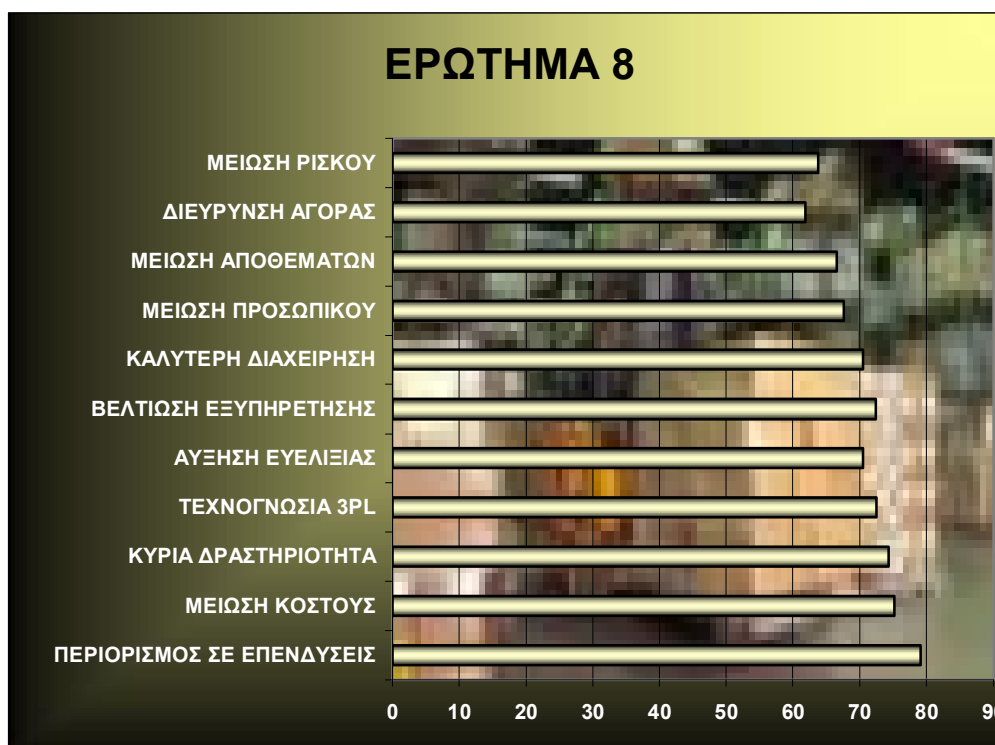 ΕΡΩΤΗΜΑ 8
ΜΕΙΩΣΗ ΡΙΣΚΟΥ
ΔΙΕΥΡΥΝΣΗ ΑΓΟΡΑΣ
ΜΕΙΩΣΗ ΑΠΟΘΕΜΑΤΩΝ
ΜΕΙΩΣΗ ΠΡΟΣΩΠΙΚΟΥ
ΚΑΛΥΤΕΡΗ ΔΙΑΧΕΙΡΗΣΗ
ΒΕΛΤΙΩΣΗ ΕΞΥΠΗΡΕΤΗΣΗΣ
ΑΥΞΗΣΗ ΕΥΕΛΙΞΙΑΣ
ΤΕΧΝΟΓΝΩΣΙΑ 3PL
ΚΥΡΙΑ ΔΡΑΣΤΗΡΙΟΤΗΤΑ
ΜΕΙΩΣΗ ΚΟΣΤΟΥΣ
ΠΕΡΙΟΡΙΣΜΟΣ ΣΕ ΕΠΕΝΔΥΣΕΙΣ
0 10 20 30 40 50 60 70 80 90